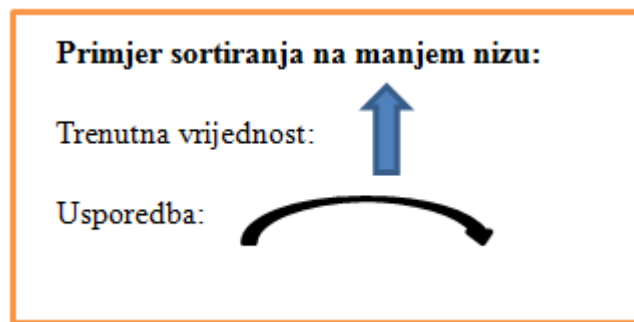 Primjer sortiranja na manjem nizu:
Trenutna vrijednost:
Usporedba: